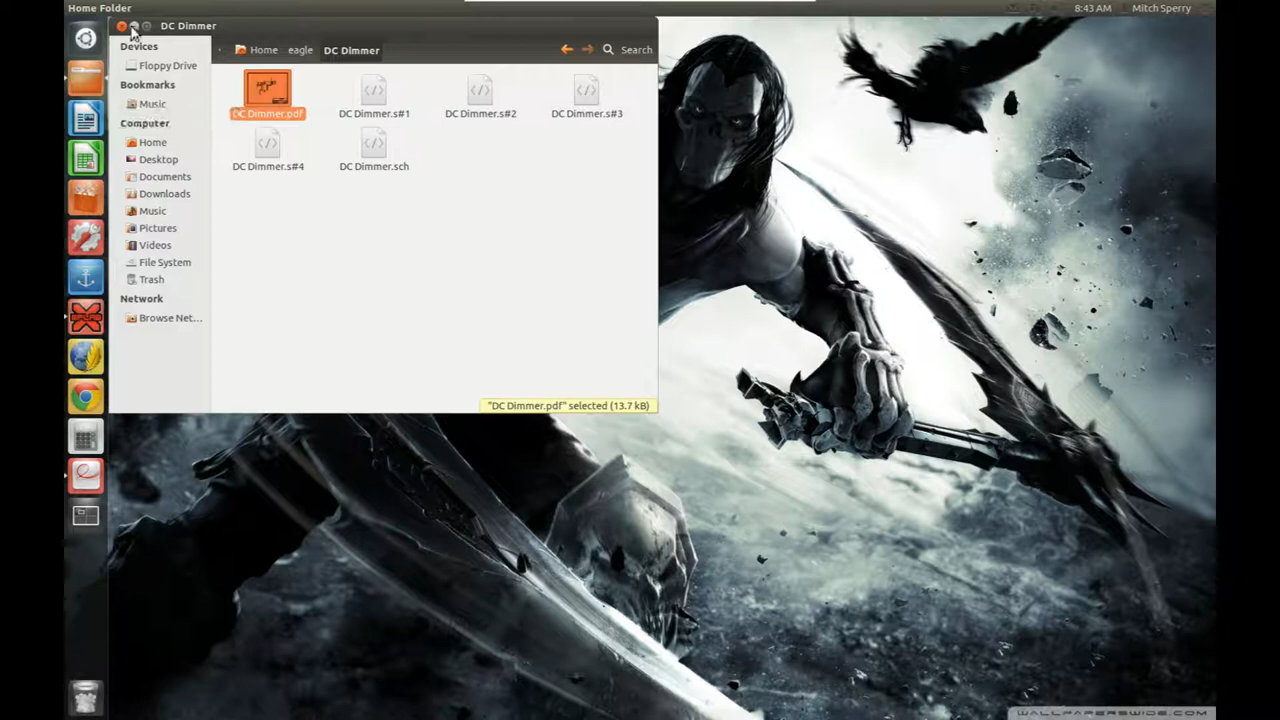 Home Folder
8:43 AM
Mitch Sperry
DC Dimmer
Devices
Floppy Drive
Bookmarks
Music
Computer
Home
Desktop
Documents
Downloads
Music
Pictures
Videos
File System
Trash
Network
Browse Net...
Home
eagle
DC Dimmer
Search
DC Dimmer.pdf
DC Dimmer.s#1
DC Dimmer.s#2
DC Dimmer.s#3
DC Dimmer.s#4
DC Dimmer.sch
"DC Dimmer.pdf" selected (13.7 kB)
WALLPAPERSWIDE.COM